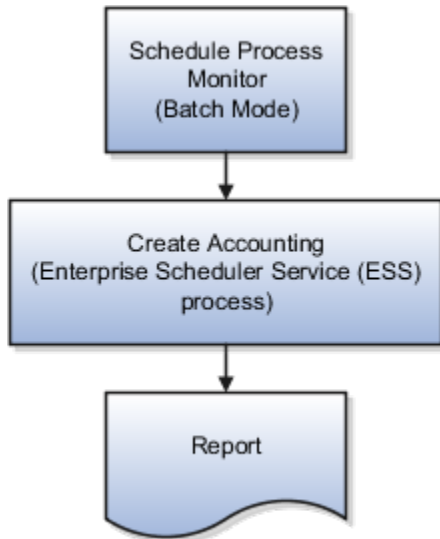 Schedule Process
Monitor
(Batch Mode)
Create Accounting
(Enterprise Scheduler Service (ESS)
process)
Report